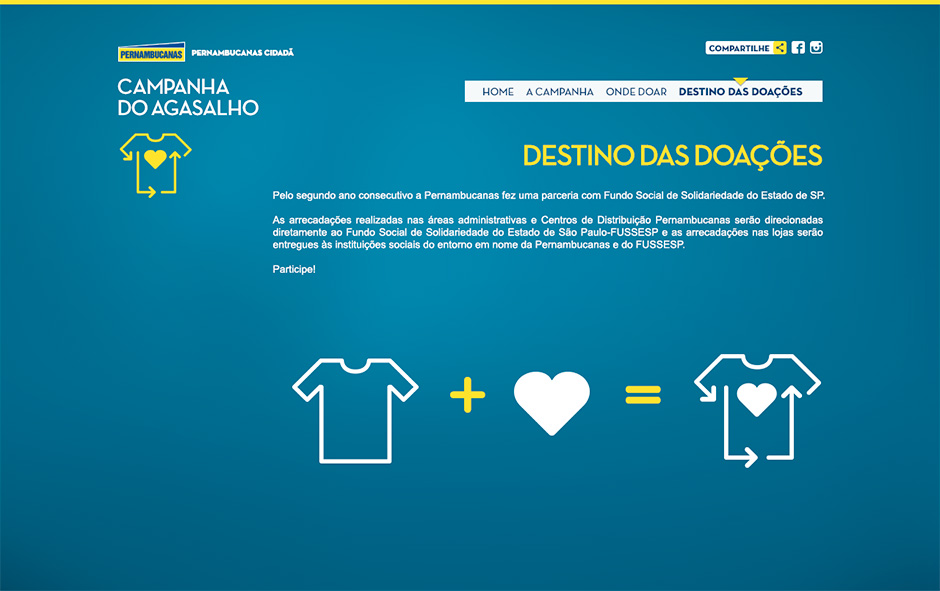 PERNAMBUCANAS PERNAMBUCANAS CIDADÃ
COMPARTILHE
CAMPANHA
DO AGASALHO
HOME A CAMPANHA ONDE DOAR DESTINO DAS DOAÇÕES
DESTINO DAS DOAÇÕES
Pelo segundo ano consecutivo a Pernambucanas fez uma parceria com Fundo Social de Solidariedade do Estado de SP.
As arrecadações realizadas nas áreas administrativas e Centros de Distribuição Pernambucanas serão direcionadas
diretamente ao Fundo Social de Solidariedade do Estado de São Paulo-FUSSESP e as arrecadações nas lojas serão
entregues às instituições sociais do entorno em nome da Pernambucanas e do FUSSESP.
Participe!